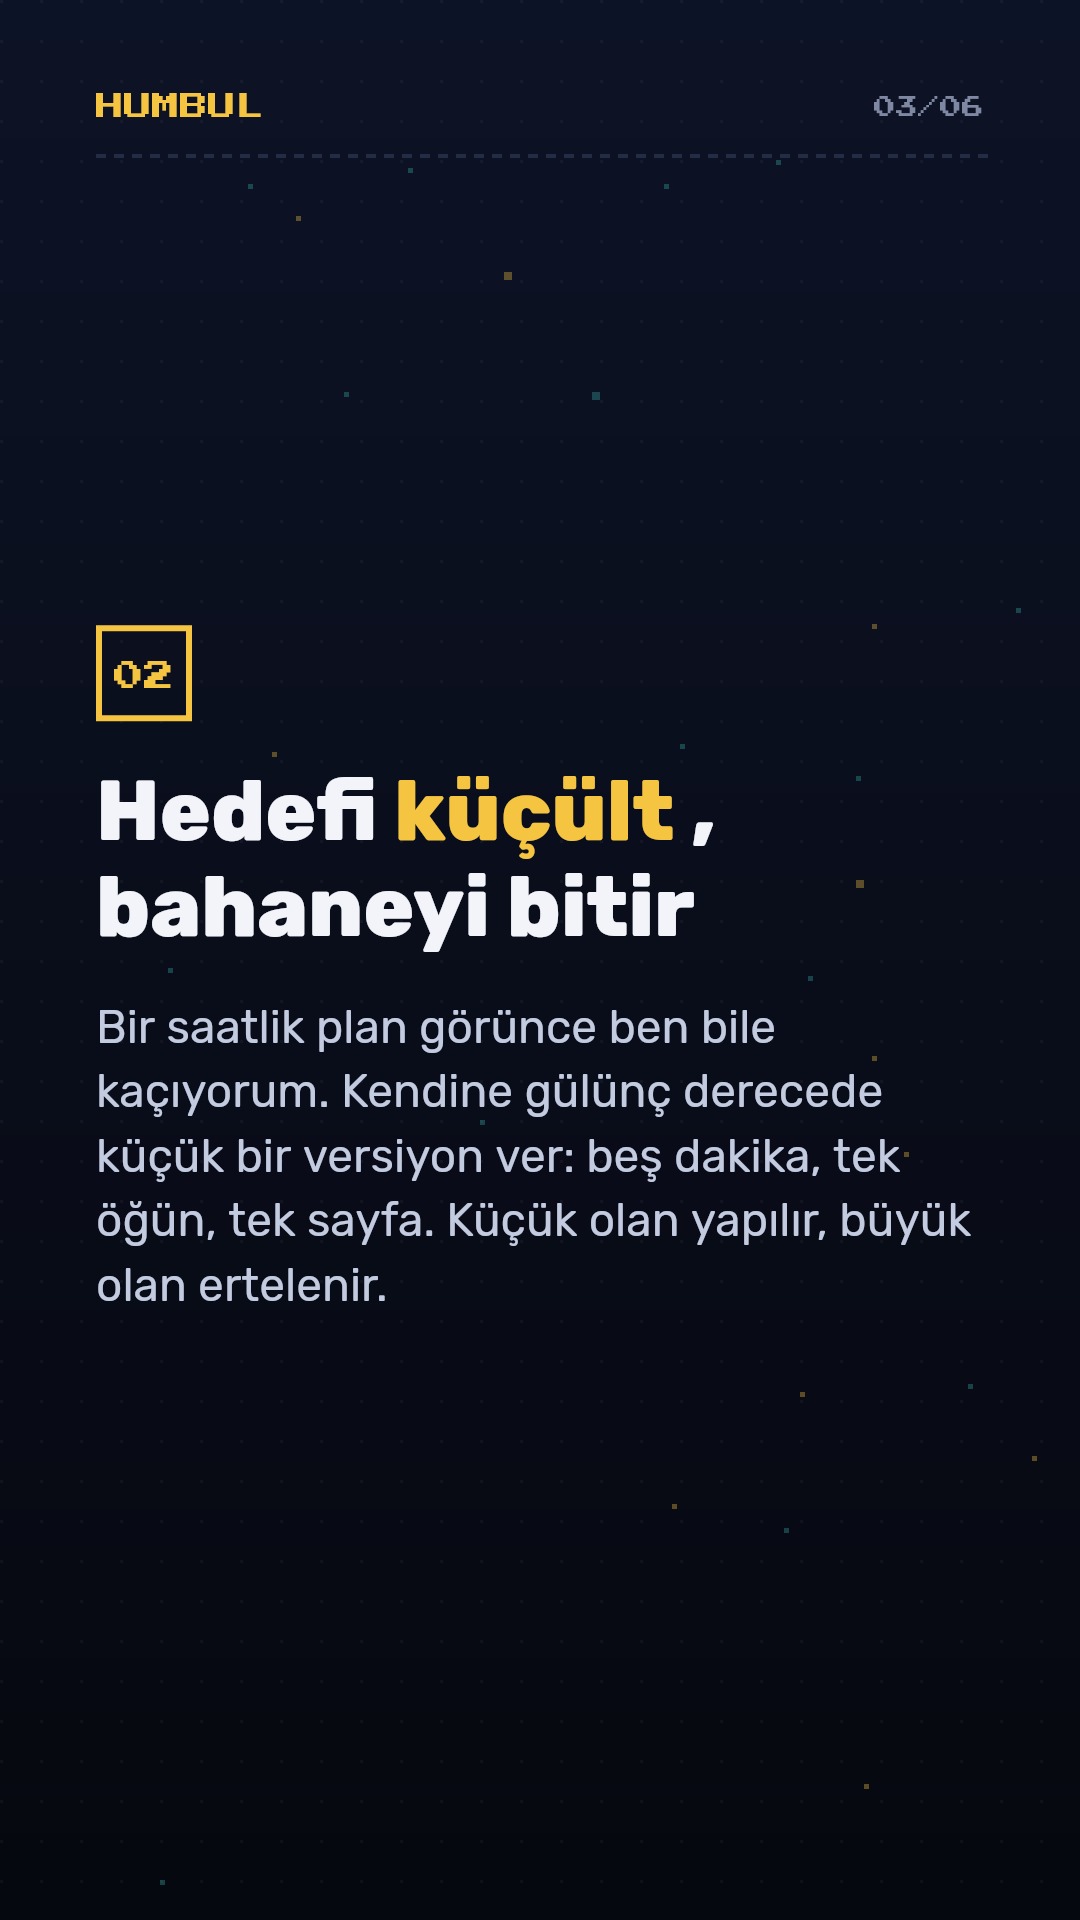 HUMBUL
03/06
02
Hedefi küçült ,
bahaneyi bitir
Bir saatlik plan görünce ben bile
kaçıyorum. Kendine gülünç derecede
küçük bir versiyon ver: beş dakika, tek
öğün, tek sayfa. Küçük olan yapılır, büyük
olan ertelenir.